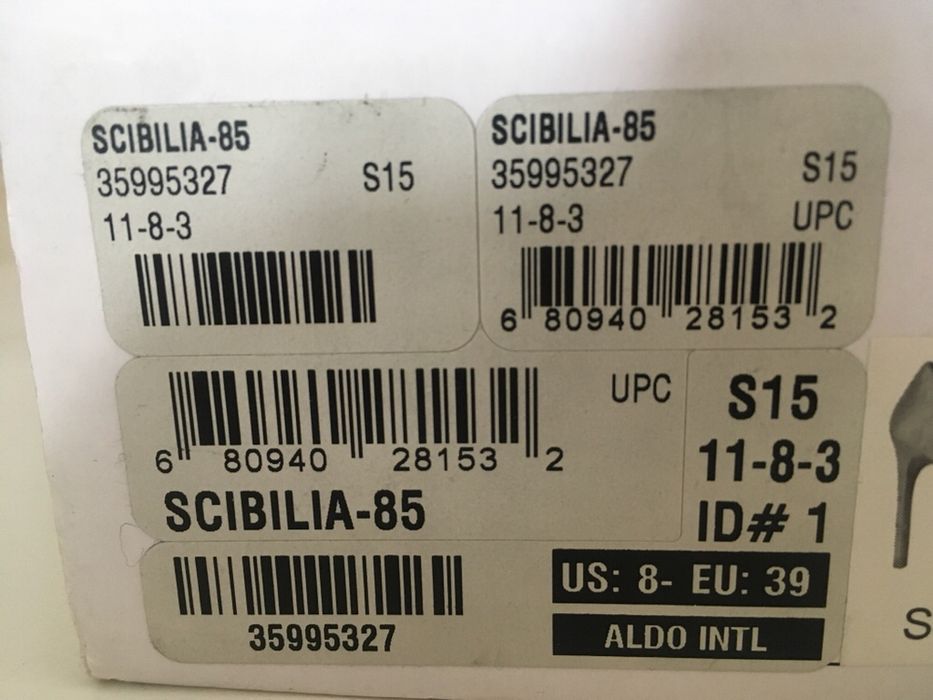 SCIBILIA-85
35995327 S15
11-8-3
SCIBILIA-85
35995327 S15
11-8-3 UPC
6 80940 28153 2
UPC
6 80940 28153 2
SCIBILIA-85
S15
11-8-3
ID# 1
35995327
US: 8- EU: 39
ALDO INTL
S